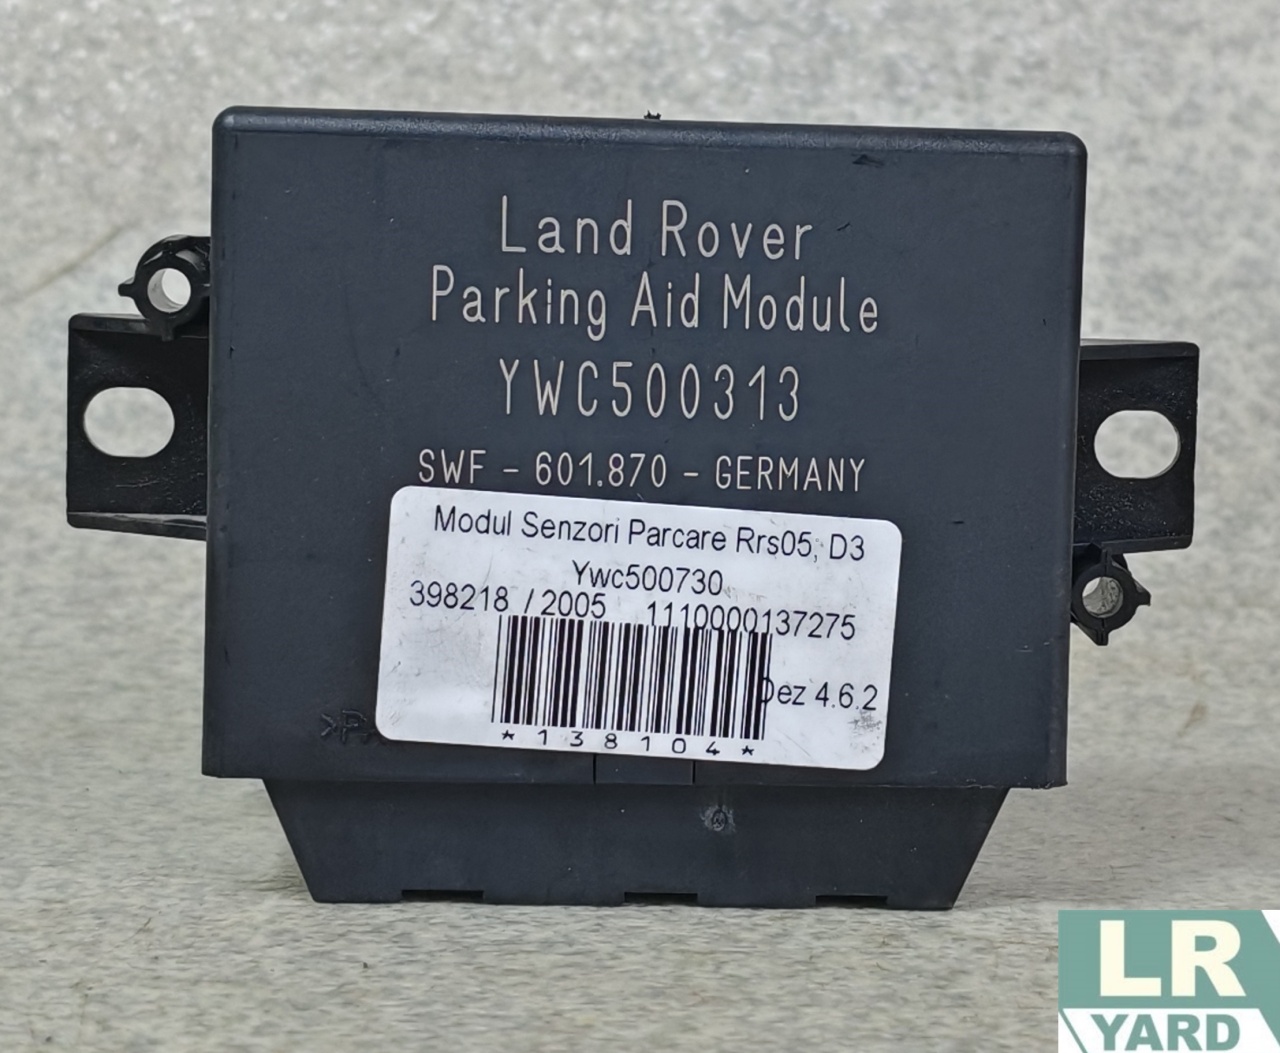 Land Rover
Parking Aid Module
YWC500313
SWF - 601.870 - GERMANY
Modul Senzori Parcare Rrs05, D3
Ywc500730
398218 / 2005 1110000137275
Dez 4.6.2
*138104*
LR
YARD